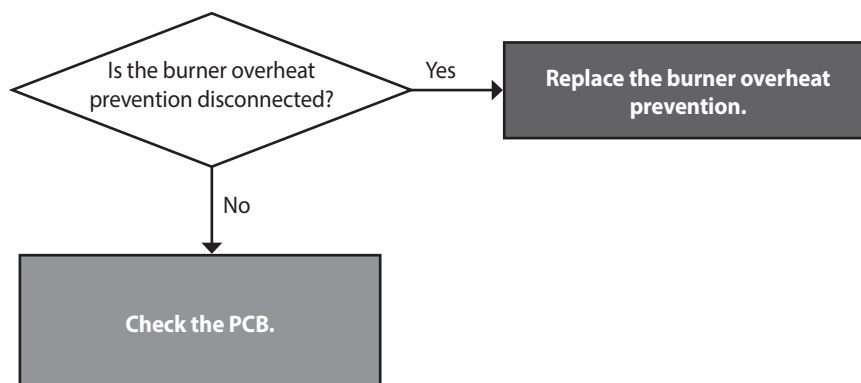 Is the burner overheat
prevention disconnected?
Yes
Replace the burner overheat
prevention.
No
Check the PCB.